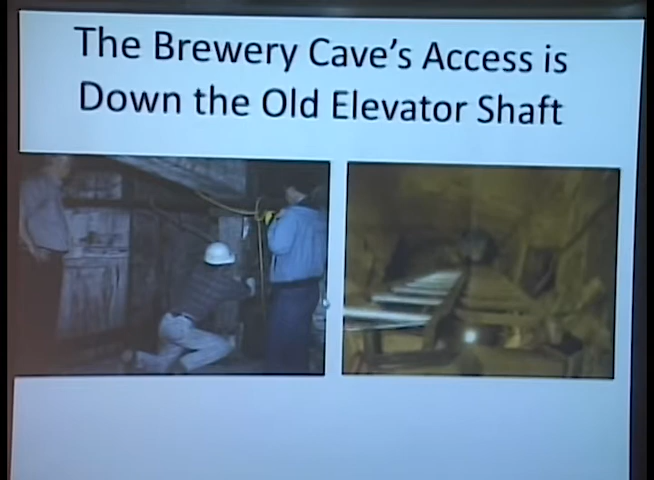 The Brewery Cave's Access is
Down the Old Elevator Shaft